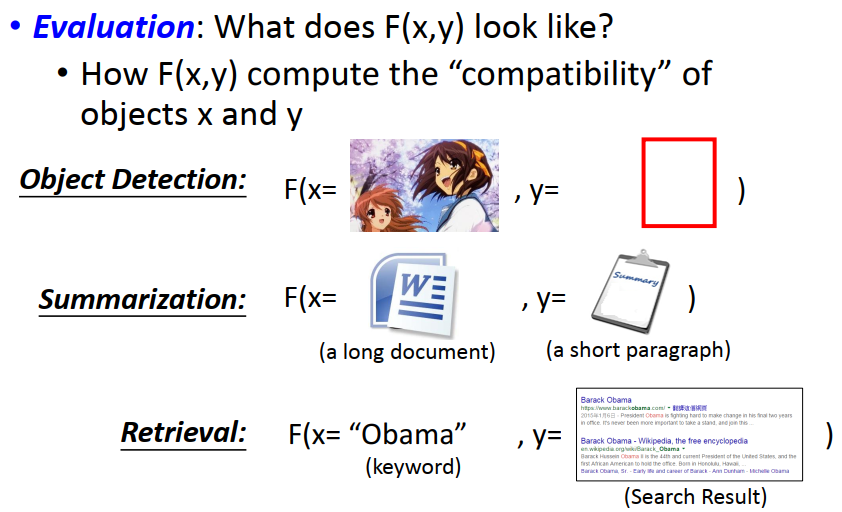 • Evaluation: What does F(x,y) look like?
• How F(x,y) compute the “compatibility” of
objects x and y
Object Detection: F(x= , y= )
Summarization: F(x= W , y= Summary )
(a long document) (a short paragraph)
Retrieval: F(x= “Obama” , y= )
(keyword)
Barack Obama
https://www.barackobama.com/ ▾ 翻譯這個網頁
2015年1月6日 - President Obama is fighting hard to make change in his final two years
in office. It's never been more important to take a stand, and join this ...
Barack Obama - Wikipedia, the free encyclopedia
en.wikipedia.org/wiki/Barack_Obama ▾
Barack Hussein Obama II is the 44th and current President of the United States, and the
first African American to hold the office. Born in Honolulu, Hawaii, ...
Barack Obama, Sr. - Early life and career of Barack - Ann Dunham - Michelle Obama
(Search Result)